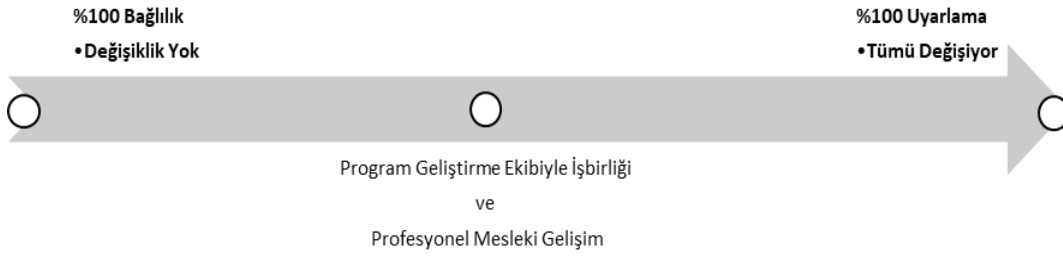 %100 Bağlılık
•Değişiklik Yok
%100 Uyarlama
•Tümü Değişiyor
Program Geliştirme Ekibiyle İşbirliği
ve
Profesyonel Mesleki Gelişim